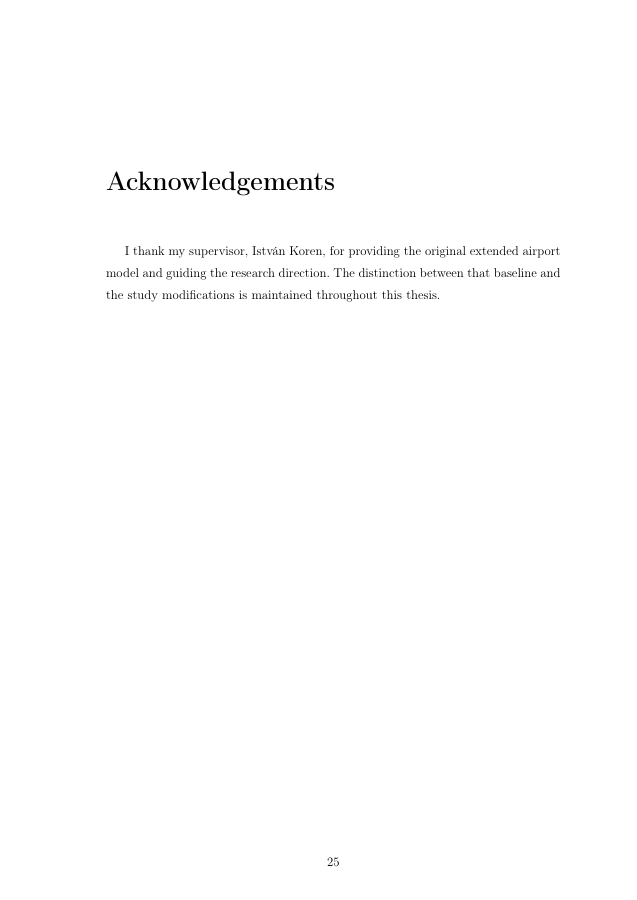 Acknowledgements
I thank my supervisor, István Koren, for providing the original extended airport
model and guiding the research direction. The distinction between that baseline and
the study modifications is maintained throughout this thesis.
25